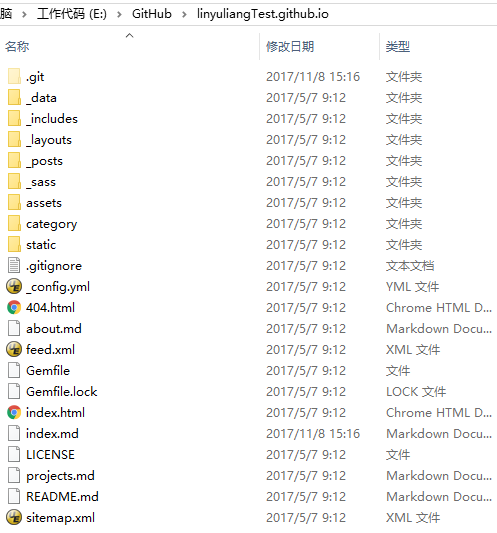 脑 > 工作代码 (E:) > GitHub > linyuliangTest.github.io
名称 修改日期 类型
.git 2017/11/8 15:16 文件夹
_data 2017/5/7 9:12 文件夹
_includes 2017/5/7 9:12 文件夹
_layouts 2017/5/7 9:12 文件夹
_posts 2017/5/7 9:12 文件夹
_sass 2017/5/7 9:12 文件夹
assets 2017/5/7 9:12 文件夹
category 2017/5/7 9:12 文件夹
static 2017/5/7 9:12 文件夹
.gitignore 2017/5/7 9:12 文本文档
_config.yml 2017/5/7 9:12 YML 文件
404.html 2017/5/7 9:12 Chrome HTML D...
about.md 2017/5/7 9:12 Markdown Docu...
feed.xml 2017/5/7 9:12 XML 文件
Gemfile 2017/5/7 9:12 文件
Gemfile.lock 2017/5/7 9:12 LOCK 文件
index.html 2017/5/7 9:12 Chrome HTML D...
index.md 2017/11/8 15:16 Markdown Docu...
LICENSE 2017/5/7 9:12 文件
projects.md 2017/5/7 9:12 Markdown Docu...
README.md 2017/5/7 9:12 Markdown Docu...
sitemap.xml 2017/5/7 9:12 XML 文件